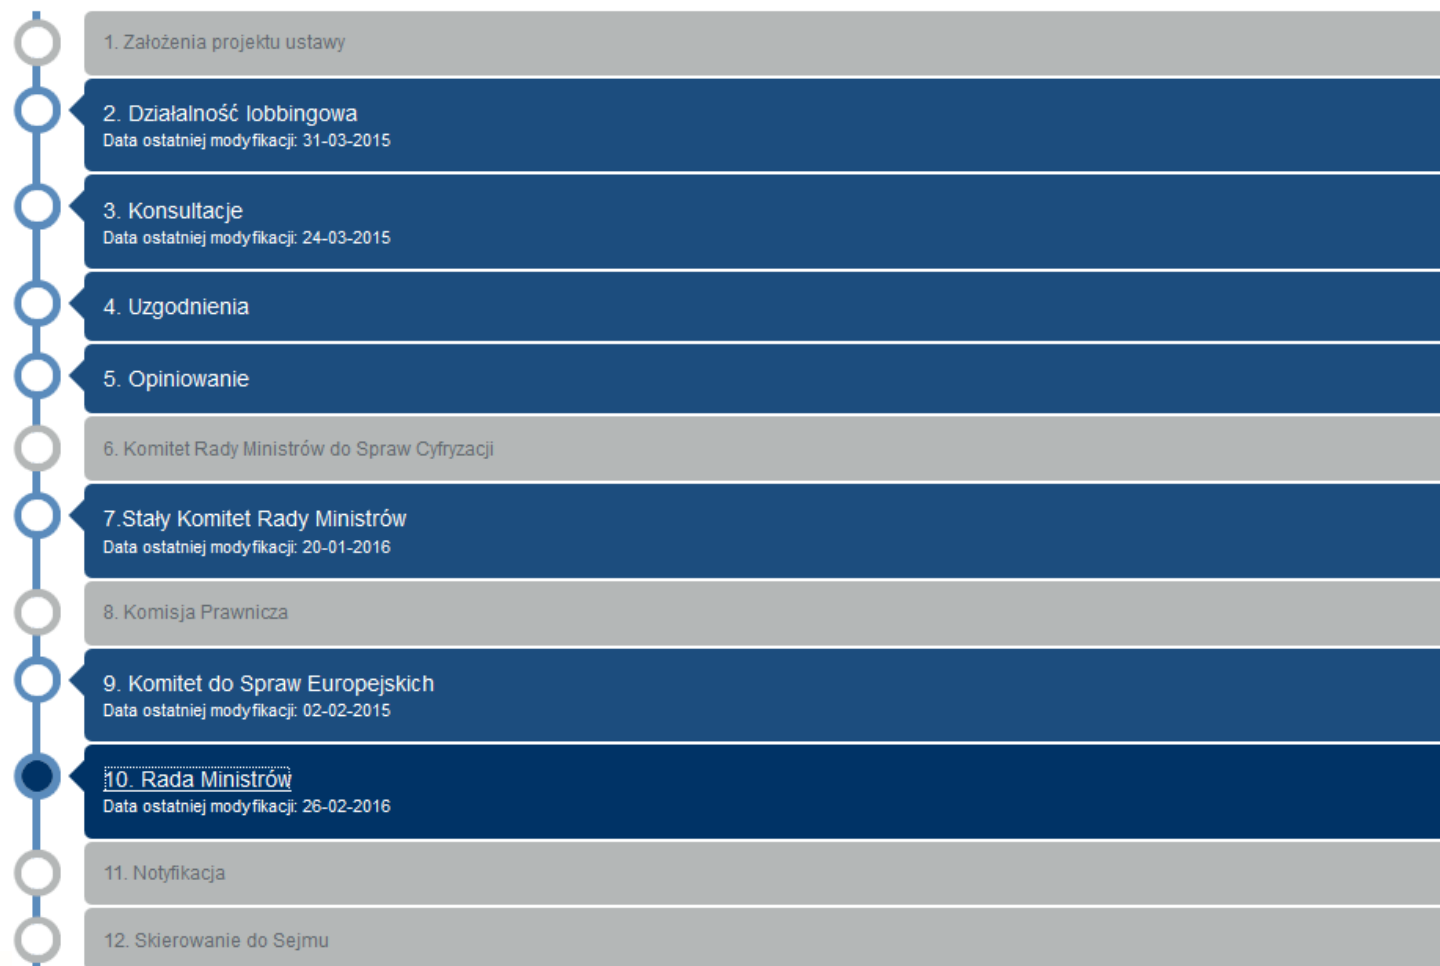 1. Założenia projektu ustawy
2. Działalność lobbingowa
Data ostatniej modyfikacji: 31-03-2015
3. Konsultacje
Data ostatniej modyfikacji: 24-03-2015
4. Uzgodnienia
5. Opiniowanie
6. Komitet Rady Ministrów do Spraw Cyfryzacji
7.Stały Komitet Rady Ministrów
Data ostatniej modyfikacji: 20-01-2016
8. Komisja Prawnicza
9. Komitet do Spraw Europejskich
Data ostatniej modyfikacji: 02-02-2015
10. Rada Ministrów
Data ostatniej modyfikacji: 26-02-2016
11. Notyfikacja
12. Skierowanie do Sejmu